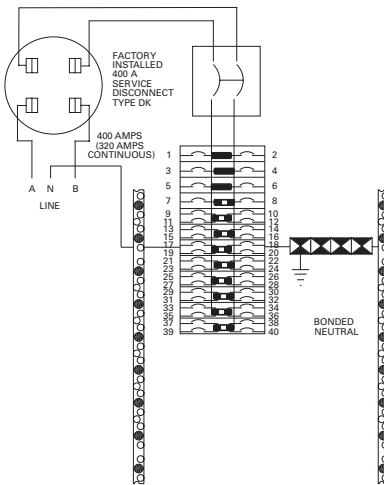 FACTORY
INSTALLED
400 A
SERVICE
DISCONNECT
TYPE DK
400 AMPS
(320 AMPS
CONTINUOUS)
A N B
LINE
1 2
3 4
5 6
7 8
9 10
11 12
13 14
15 16
17 18
19 20
21 22
23 24
25 26
27 28
29 30
31 32
33 34
35 36
37 38
39 40
BONDED
NEUTRAL